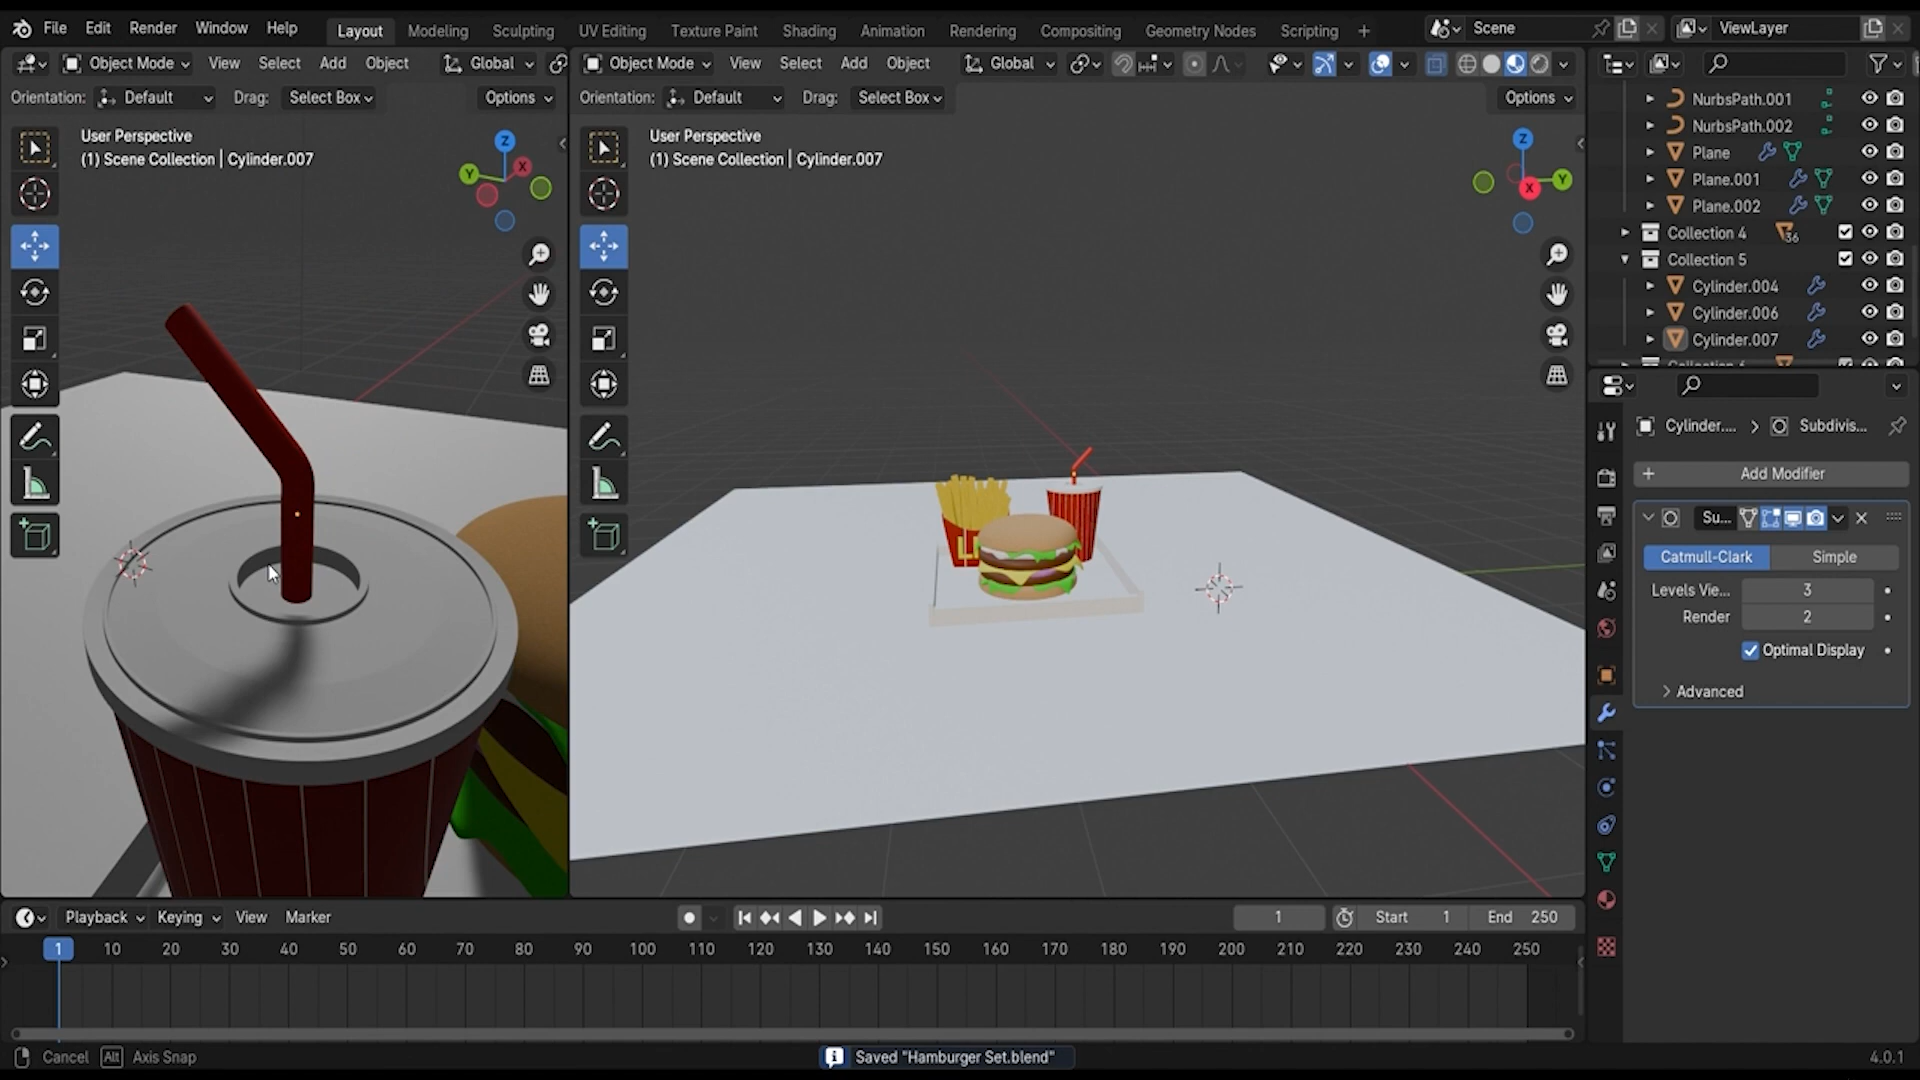 File Edit Render Window Help Layout Modeling Sculpting UV Editing Texture Paint Shading Animation Rendering Compositing Geometry Nodes Scripting + Scene ViewLayer
Object Mode View Select Add Object Global
Orientation: Default Drag: Select Box Options
User Perspective
(1) Scene Collection | Cylinder.007
Z
X
Y
Object Mode View Select Add Object Global
Orientation: Default Drag: Select Box Options
User Perspective
(1) Scene Collection | Cylinder.007
Z
X
Y
NurbsPath.001
NurbsPath.002
Plane
Plane.001
Plane.002
Collection 4 36
Collection 5
Cylinder.004
Cylinder.006
Cylinder.007
Cylinder.... Subdivis...
+ Add Modifier
Su...
Catmull-Clark Simple
Levels Vie... 3
Render 2
Optimal Display
Advanced
Playback Keying View Marker 1 Start 1 End 250
1 10 20 30 40 50 60 70 80 90 100 110 120 130 140 150 160 170 180 190 200 210 220 230 240 250
Cancel Alt Axis Snap Saved "Hamburger Set.blend" 4.0.1